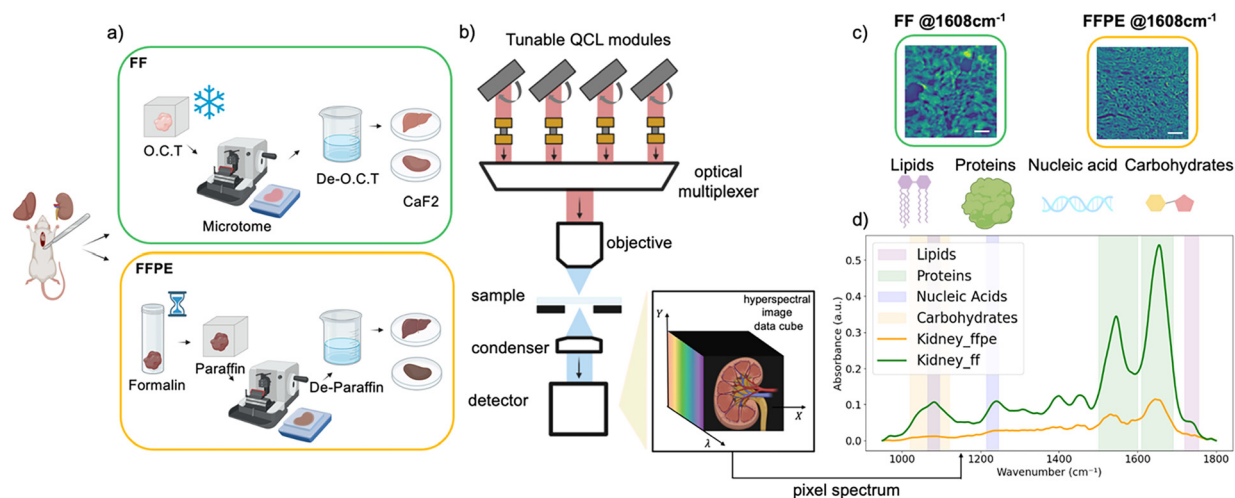 a)
FF
O.C.T
Microtome
De-O.C.T
CaF2
FFPE
Formalin
Paraffin
De-Paraffin
b)
Tunable QCL modules
optical
multiplexer
objective
sample
condenser
detector
hyperspectral
image
data cube
Y
X
λ
pixel spectrum
c)
FF @1608cm⁻¹
FFPE @1608cm⁻¹
Lipids
Proteins
Nucleic acid
Carbohydrates
d)
Lipids
Proteins
Nucleic Acids
Carbohydrates
Kidney_ffpe
Kidney_ff
Absorbance (a.u.)
0.5
0.4
0.3
0.2
0.1
0.0
1000
1200
1400
1600
1800
Wavenumber (cm⁻¹)